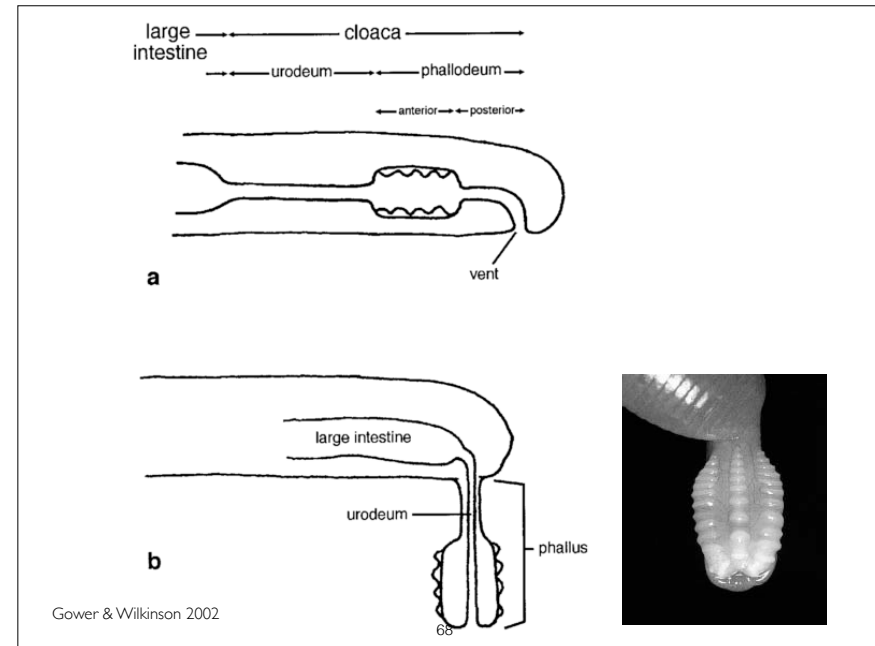 large
intestine
cloaca
urodeum
phallodeum
anterior
posterior
vent
a
large intestine
urodeum
phallus
b
Gower & Wilkinson 2002
68